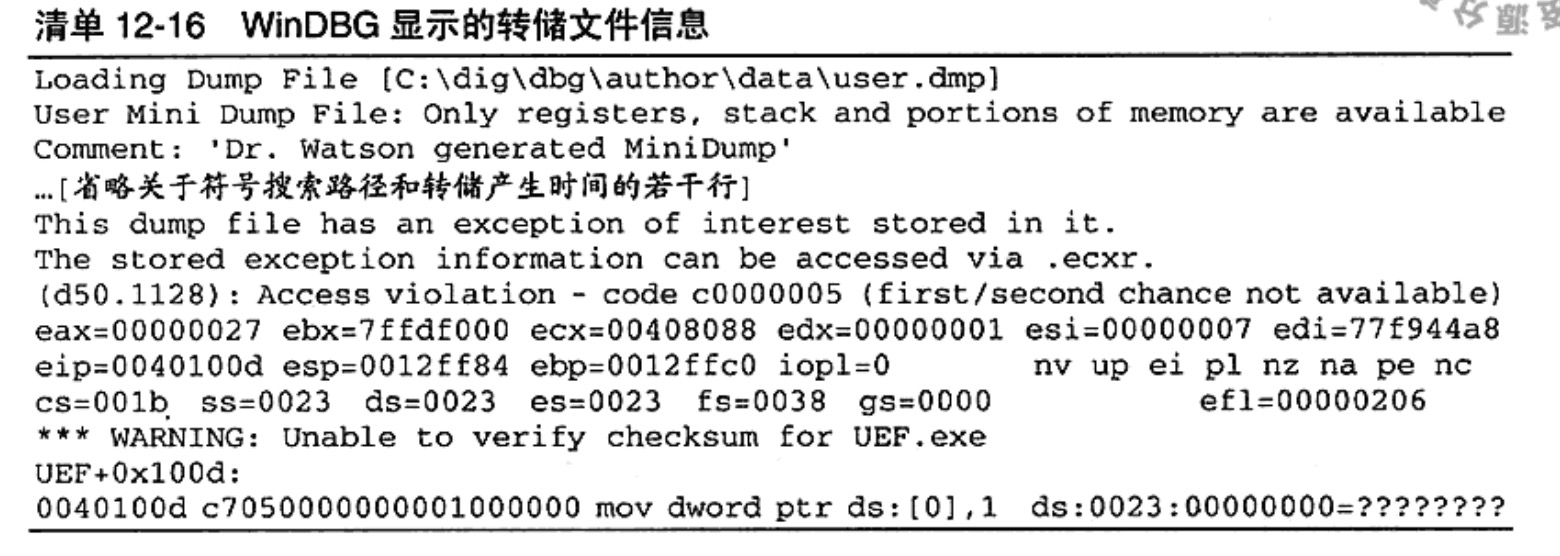 清单 12-16 WinDBG 显示的转储文件信息
Loading Dump File [C:\dig\dbg\author\data\user.dmp]
User Mini Dump File: Only registers, stack and portions of memory are available
Comment: 'Dr. Watson generated MiniDump'
…[省略关于符号搜索路径和转储产生时间的若干行]
This dump file has an exception of interest stored in it.
The stored exception information can be accessed via .ecxr.
(d50.1128): Access violation - code c0000005 (first/second chance not available)
eax=00000027 ebx=7ffdf000 ecx=00408088 edx=00000001 esi=00000007 edi=77f944a8
eip=0040100d esp=0012ff84 ebp=0012ffc0 iopl=0 nv up ei pl nz na pe nc
cs=001b ss=0023 ds=0023 es=0023 fs=0038 gs=0000 efl=00000206
*** WARNING: Unable to verify checksum for UEF.exe
UEF+0x100d:
0040100d c7050000000001000000 mov dword ptr ds:[0],1 ds:0023:00000000=????????